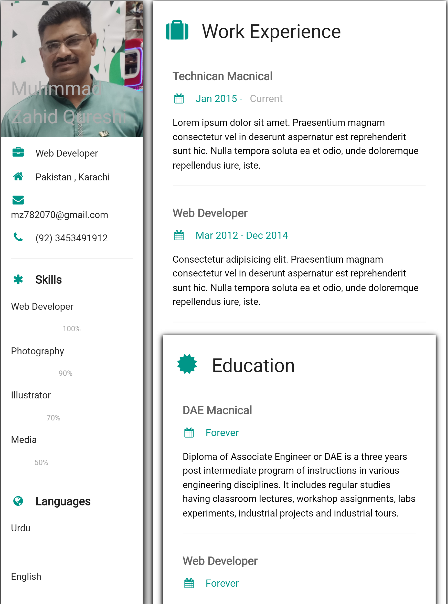 Muhmmad
Zahid Qureshi
Web Developer
Pakistan , Karachi
mz782070@gmail.com
(92) 3453491912
Skills
Web Developer
100%
Photography
90%
Illustrator
70%
Media
50%
Languages
Urdu
English
Work Experience
Technican Macnical
Jan 2015 - Current
Lorem ipsum dolor sit amet. Praesentium magnam
consectetur vel in deserunt aspernatur est reprehenderit
sunt hic. Nulla tempora soluta ea et odio, unde doloremque
repellendus iure, iste.
Web Developer
Mar 2012 - Dec 2014
Consectetur adipisicing elit. Praesentium magnam
consectetur vel in deserunt aspernatur est reprehenderit
sunt hic. Nulla tempora soluta ea et odio, unde doloremque
repellendus iure, iste.
Education
DAE Macnical
Forever
Diploma of Associate Engineer or DAE is a three years
post intermediate program of instructions in various
engineering disciplines. It includes regular studies
having classroom lectures, workshop assignments, labs
experiments, industrial projects and industrial tours.
Web Developer
Forever